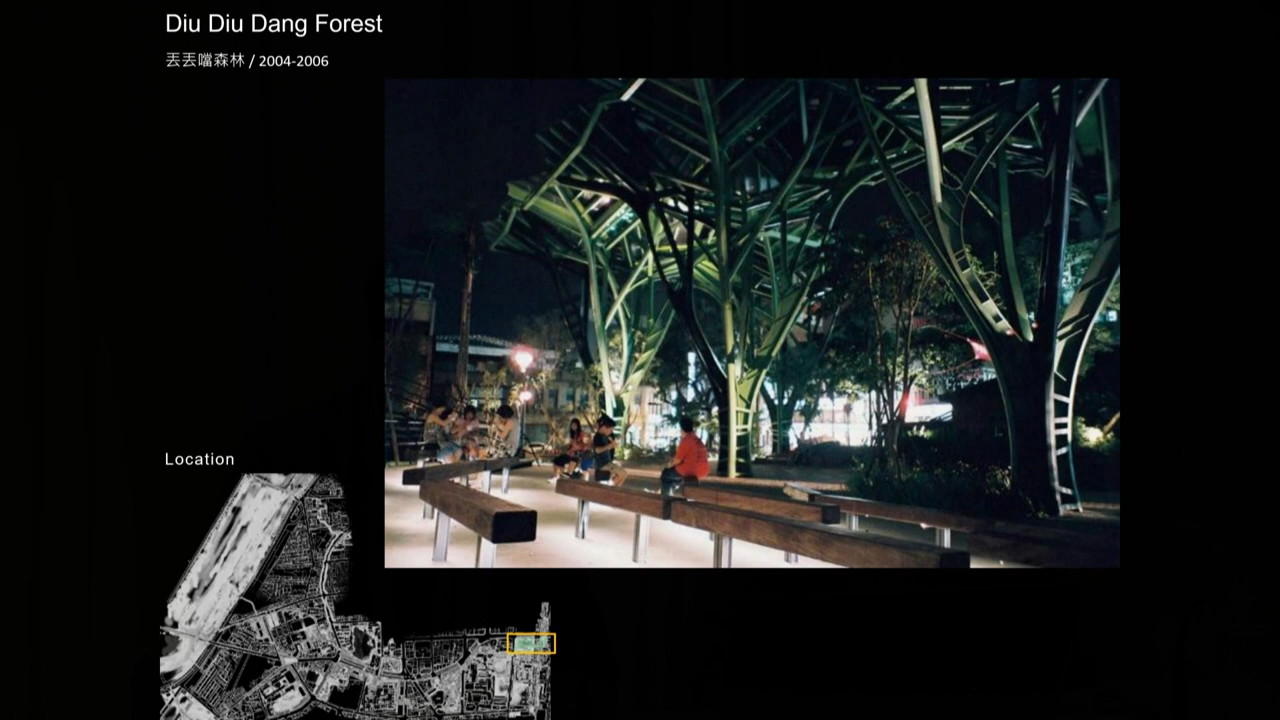 Diu Diu Dang Forest
丟丟噹森林 / 2004-2006
Location